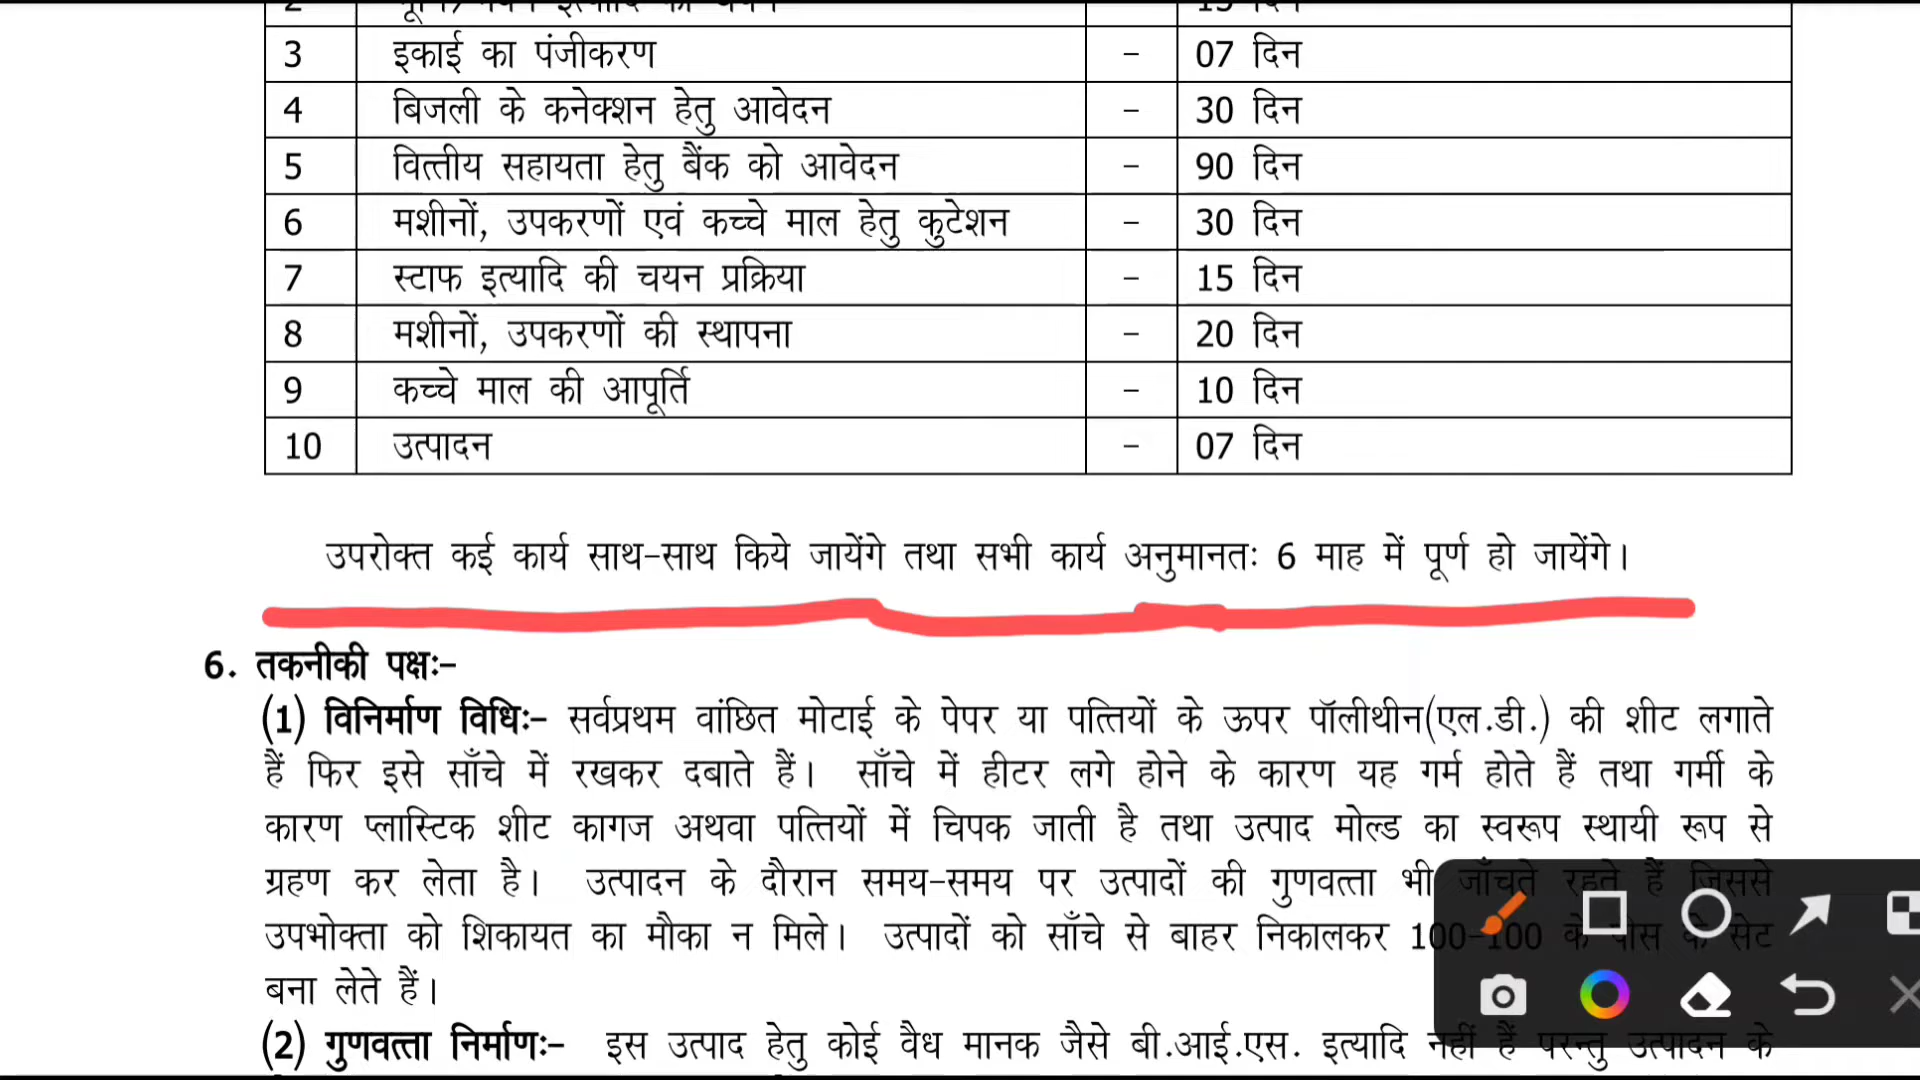 3 इकाई का पंजीकरण – 07 दिन
4 बिजली के कनेक्शन हेतु आवेदन – 30 दिन
5 वित्तीय सहायता हेतु बैंक को आवेदन – 90 दिन
6 मशीनों, उपकरणों एवं कच्चे माल हेतु कुटेशन – 30 दिन
7 स्टाफ इत्यादि की चयन प्रक्रिया – 15 दिन
8 मशीनों, उपकरणों की स्थापना – 20 दिन
9 कच्चे माल की आपूर्ति – 10 दिन
10 उत्पादन – 07 दिन
उपरोक्त कई कार्य साथ–साथ किये जायेंगे तथा सभी कार्य अनुमानतः 6 माह में पूर्ण हो जायेंगे।
6. तकनीकी पक्षः–
(1) विनिर्माण विधिः– सर्वप्रथम वांछित मोटाई के पेपर या पत्तियों के ऊपर पॉलीथीन(एल.डी.) की शीट लगाते
हैं फिर इसे साँचे में रखकर दबाते हैं। साँचे में हीटर लगे होने के कारण यह गर्म होते हैं तथा गर्मी के
कारण प्लास्टिक शीट कागज अथवा पत्तियों में चिपक जाती है तथा उत्पाद मोल्ड का स्वरूप स्थायी रूप से
ग्रहण कर लेता है। उत्पादन के दौरान समय–समय पर उत्पादों की गुणवत्ता भी जाँचते रहते हैं जिससे
उपभोक्ता को शिकायत का मौका न मिले। उत्पादों को साँचे से बाहर निकालकर 100–100 के पीस के सेट
बना लेते हैं।
(2) गुणवत्ता निर्माणः– इस उत्पाद हेतु कोई वैध मानक जैसे बी.आई.एस. इत्यादि नहीं हैं परन्तु उत्पादन के